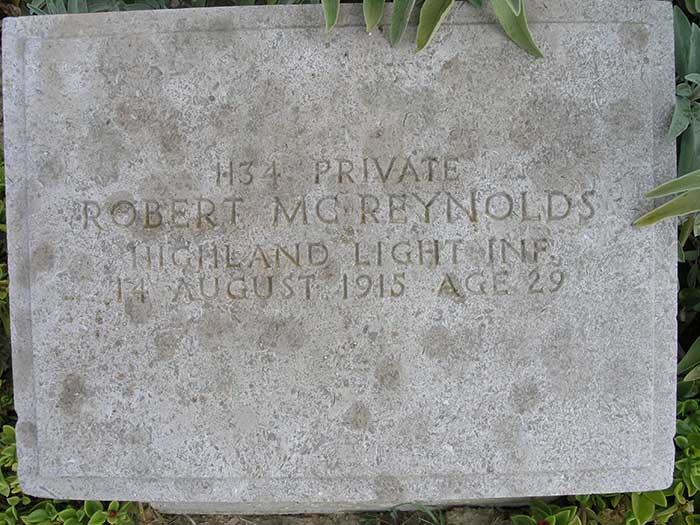 1134 PRIVATE
ROBERT MC REYNOLDS
HIGHLAND LIGHT INF.
14 AUGUST 1915 AGE 29